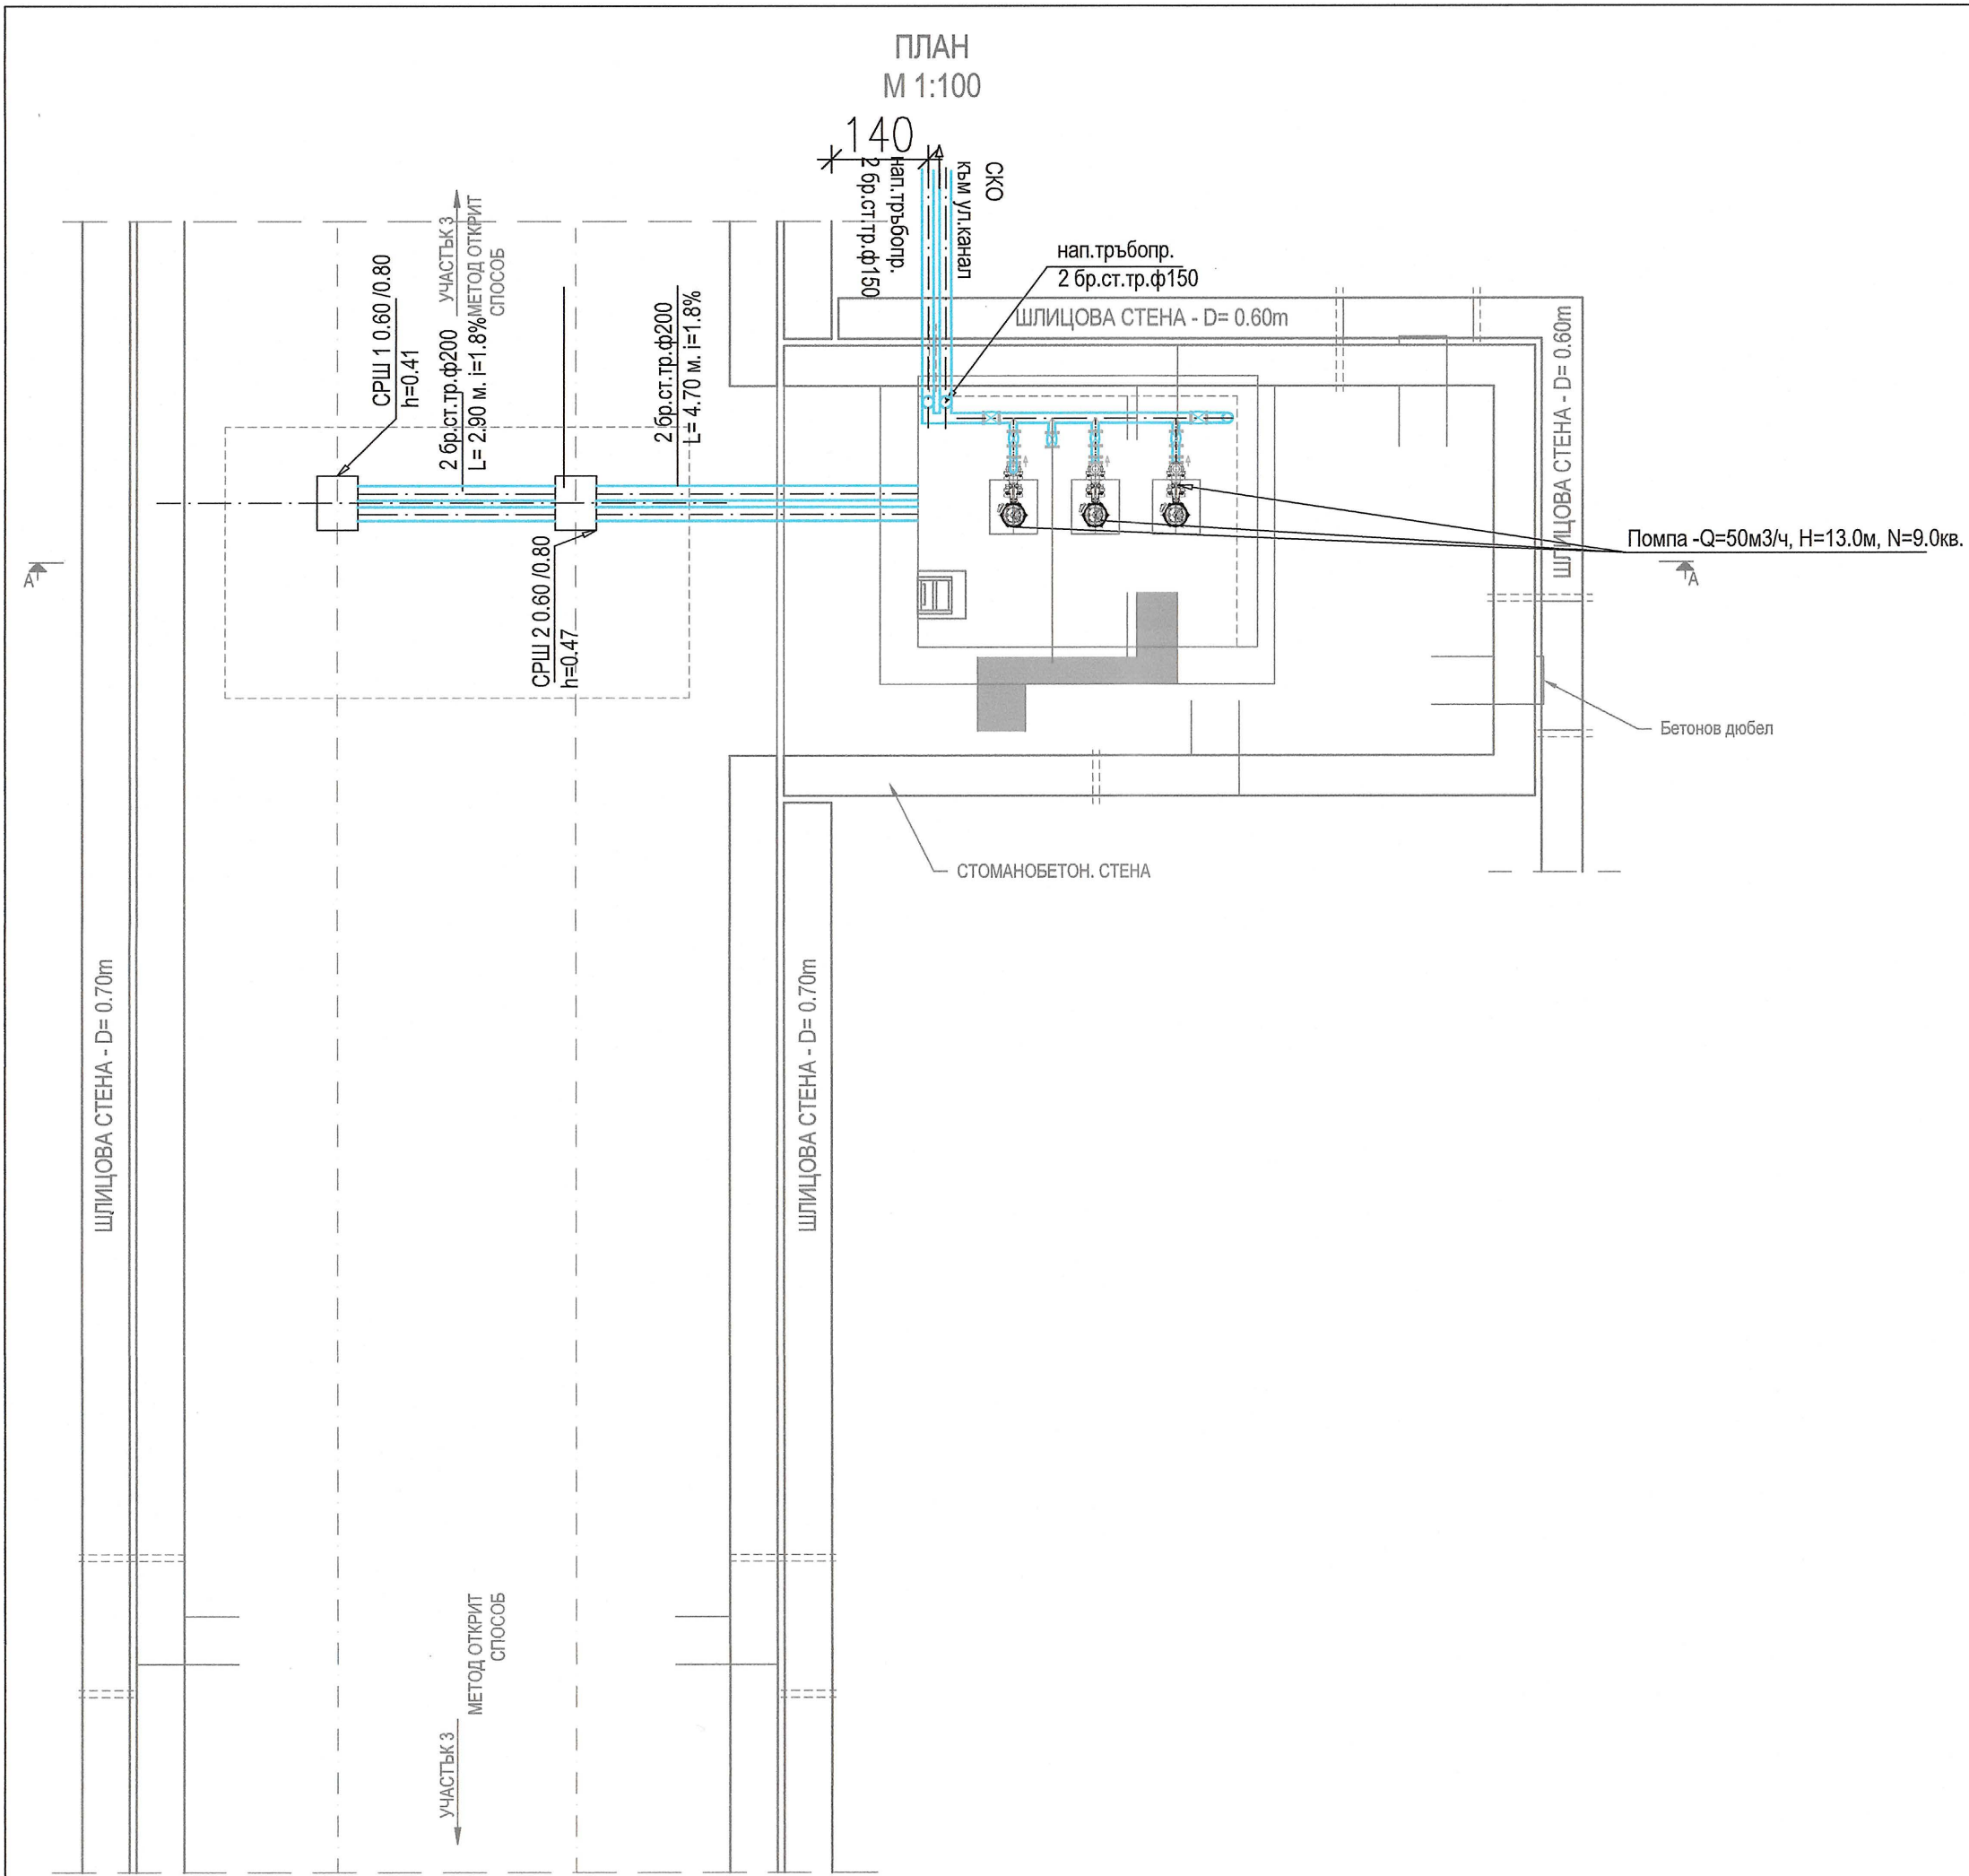 ПЛАН
М 1:100
140
нап.тръбопр.
2 бр.ст.тр.ф150
СКО
към ул.канал
нап.тръбопр.
2 бр.ст.тр.ф150
УЧАСТЪК 3
МЕТОД ОТКРИТ
СПОСОБ
СРШ 1 0.60 /0.80
h=0.41
2 бр.ст.тр.ф200
L= 2.90 м. i=1.8%
2 бр.ст.тр.ф200
L= 4.70 м. i=1.8%
ШЛИЦОВА СТЕНА - D= 0.60m
ШЛИЦОВА СТЕНА - D= 0.60m
Помпа -Q=50м3/ч, H=13.0м, N=9.0кв.
А
А
СРШ 2 0.60 /0.80
h=0.47
Бетонов дюбел
СТОМАНОБЕТОН. СТЕНА
ШЛИЦОВА СТЕНА - D= 0.70m
ШЛИЦОВА СТЕНА - D= 0.70m
МЕТОД ОТКРИТ
СПОСОБ
УЧАСТЪК 3